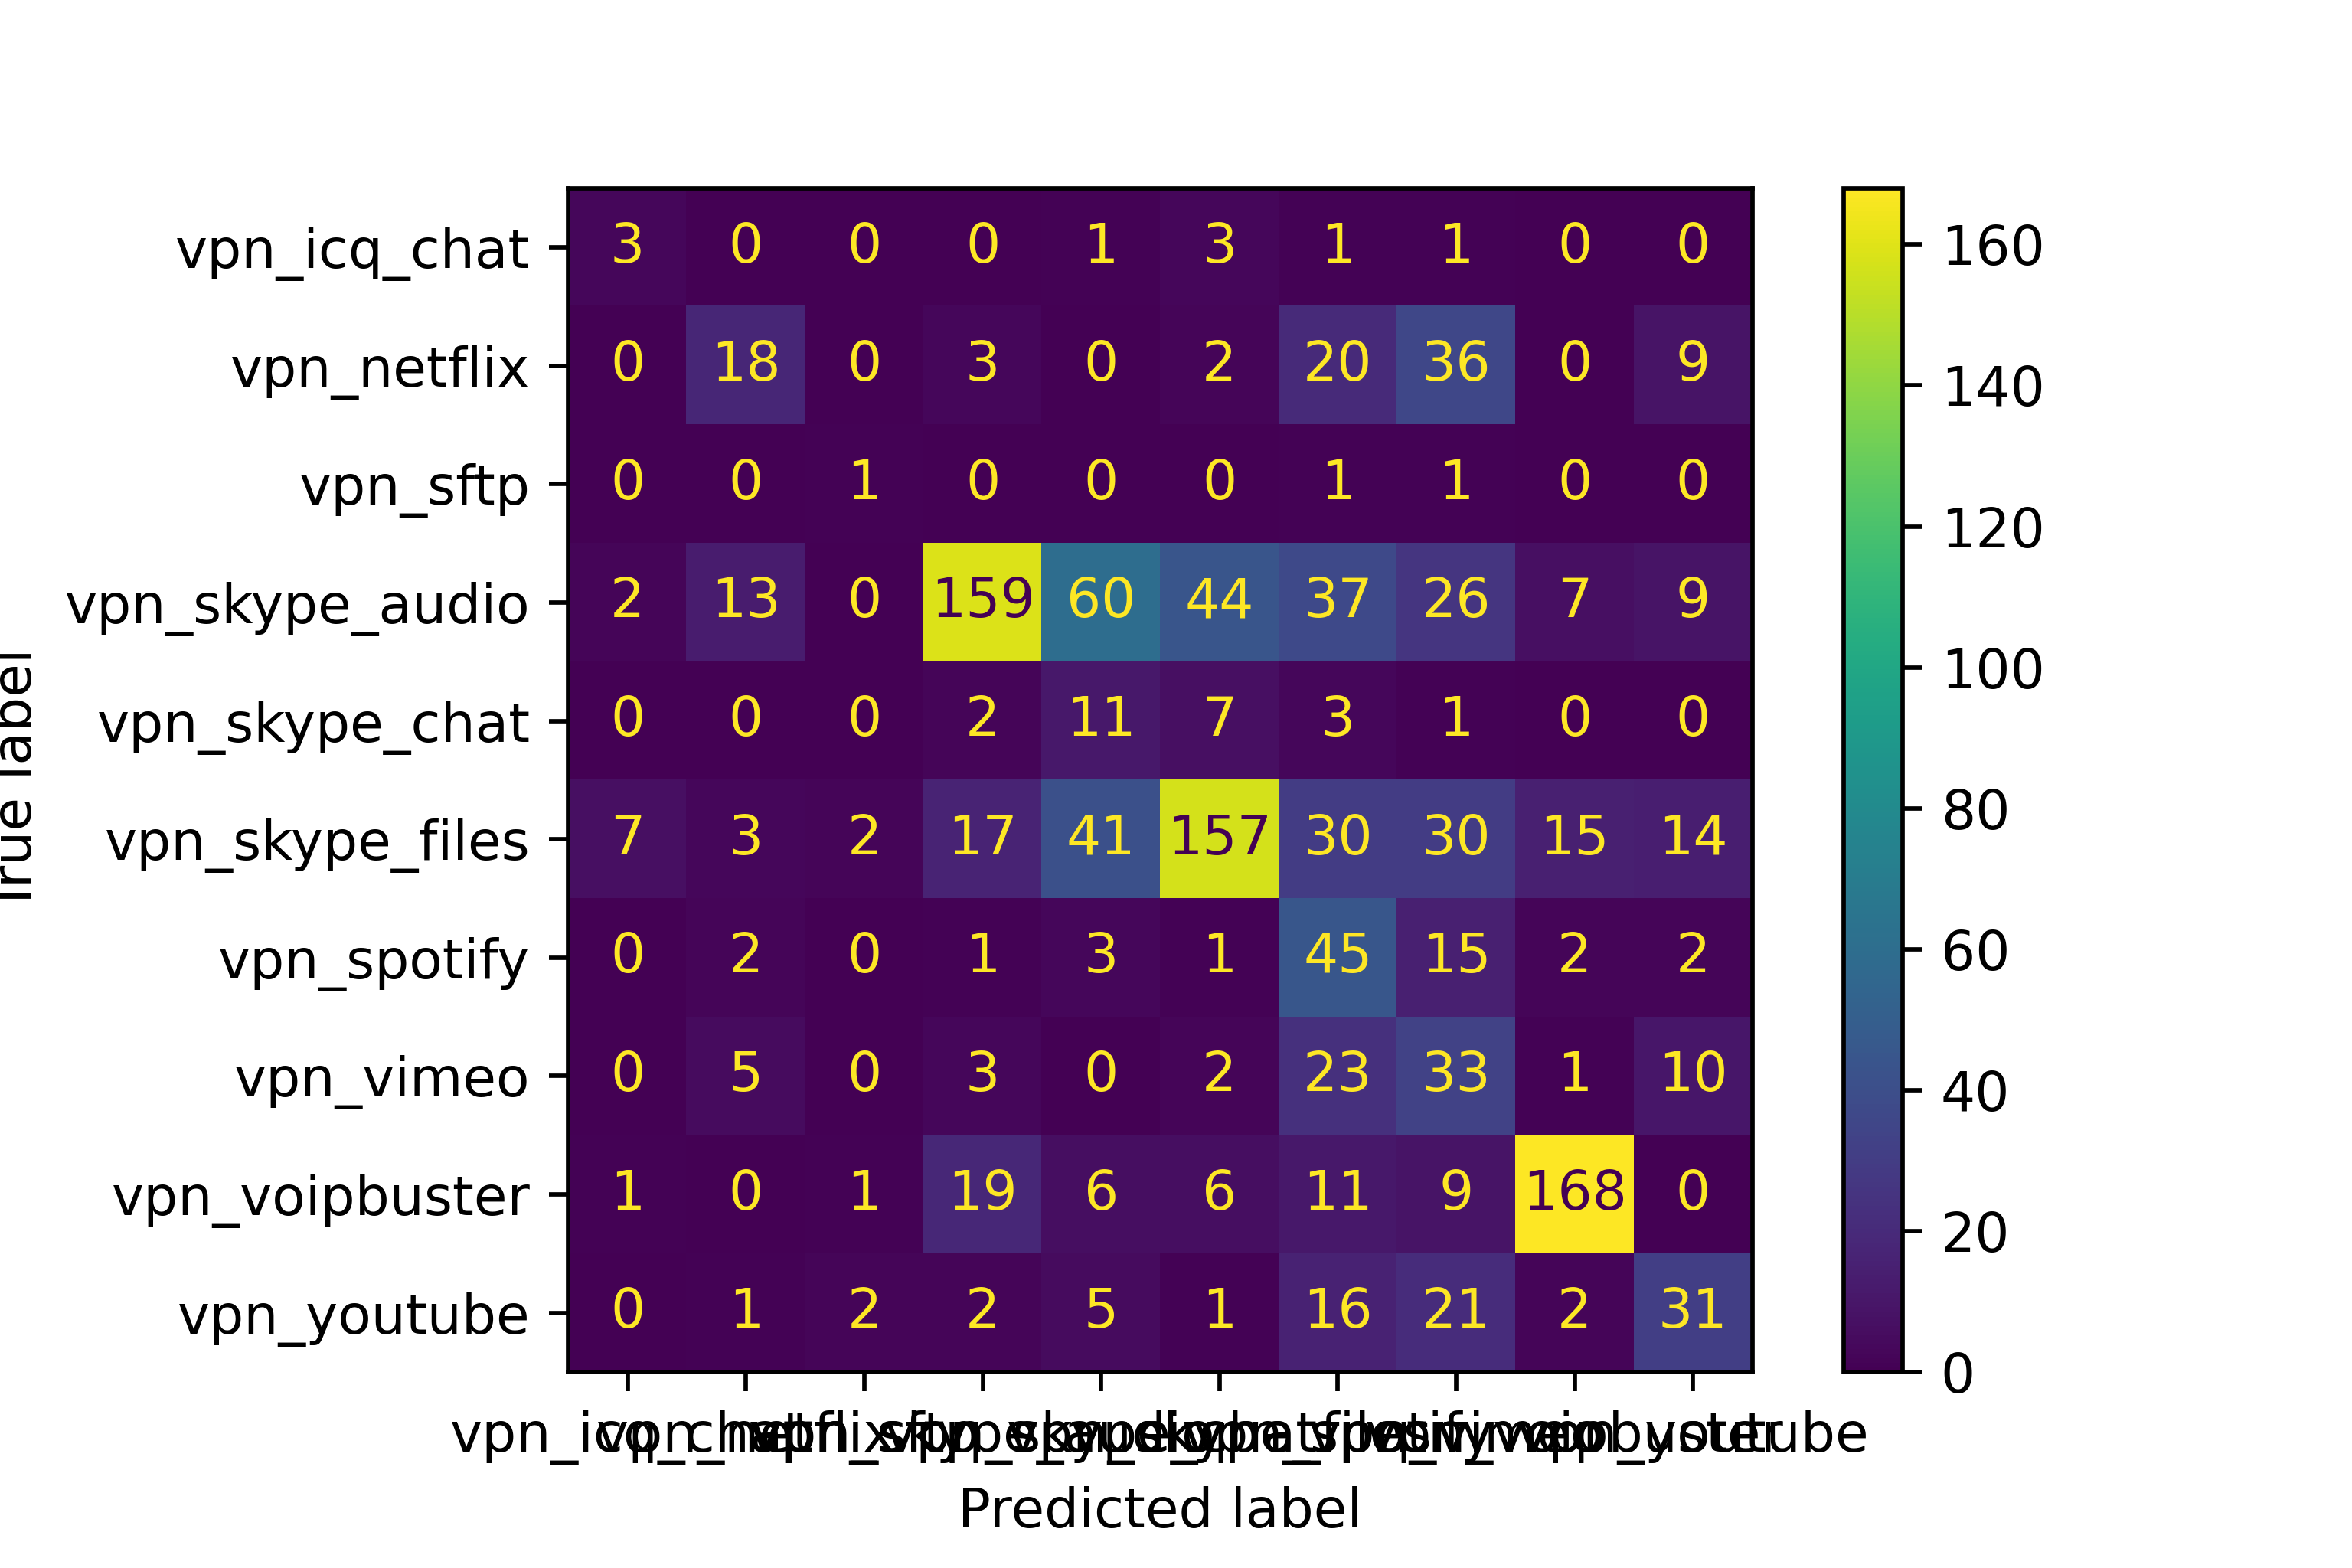 vpn_icq_chat 3 0 0 0 1 3 1 1 0 0
vpn_netflix 0 18 0 3 0 2 20 36 0 9
vpn_sftp 0 0 1 0 0 0 1 1 0 0
vpn_skype_audio 2 13 0 159 60 44 37 26 7 9
vpn_skype_chat 0 0 0 2 11 7 3 1 0 0
vpn_skype_files 7 3 2 17 41 157 30 30 15 14
vpn_spotify 0 2 0 1 3 1 45 15 2 2
vpn_vimeo 0 5 0 3 0 2 23 33 1 10
vpn_voipbuster 1 0 1 19 6 6 11 9 168 0
vpn_youtube 0 1 2 2 5 1 16 21 2 31
True label
160
140
120
100
80
60
40
20
0
Predicted label